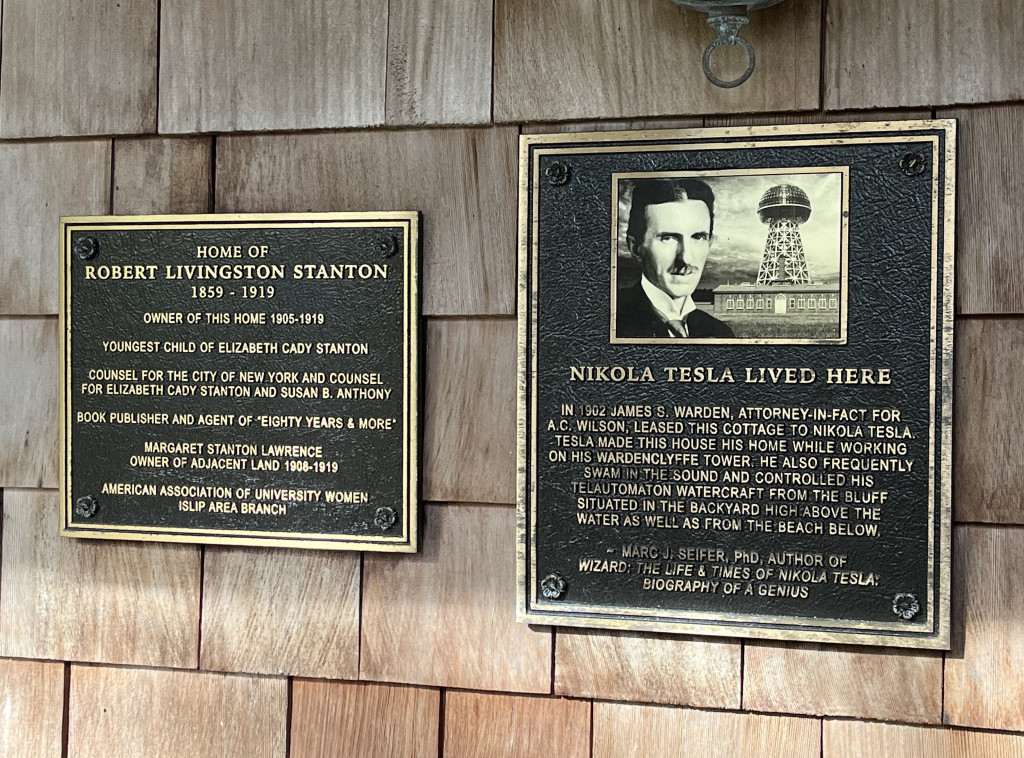 HOME OF
ROBERT LIVINGSTON STANTON
1859 - 1919
OWNER OF THIS HOME 1905-1919
YOUNGEST CHILD OF ELIZABETH CADY STANTON
COUNSEL FOR THE CITY OF NEW YORK AND COUNSEL
FOR ELIZABETH CADY STANTON AND SUSAN B. ANTHONY
BOOK PUBLISHER AND AGENT OF "EIGHTY YEARS & MORE"
MARGARET STANTON LAWRENCE
OWNER OF ADJACENT LAND 1908-1919
AMERICAN ASSOCIATION OF UNIVERSITY WOMEN
ISLIP AREA BRANCH
NIKOLA TESLA LIVED HERE
IN 1902 JAMES S. WARDEN, ATTORNEY-IN-FACT FOR
A.C. WILSON, LEASED THIS COTTAGE TO NIKOLA TESLA.
TESLA MADE THIS HOUSE HIS HOME WHILE WORKING
ON HIS WARDENCLYFFE TOWER. HE ALSO FREQUENTLY
SWAM IN THE SOUND AND CONTROLLED HIS
TELAUTOMATON WATERCRAFT FROM THE BLUFF
SITUATED IN THE BACKYARD HIGH ABOVE THE
WATER AS WELL AS FROM THE BEACH BELOW.
~ MARC J. SEIFER, PhD, AUTHOR OF
WIZARD: THE LIFE & TIMES OF NIKOLA TESLA:
BIOGRAPHY OF A GENIUS